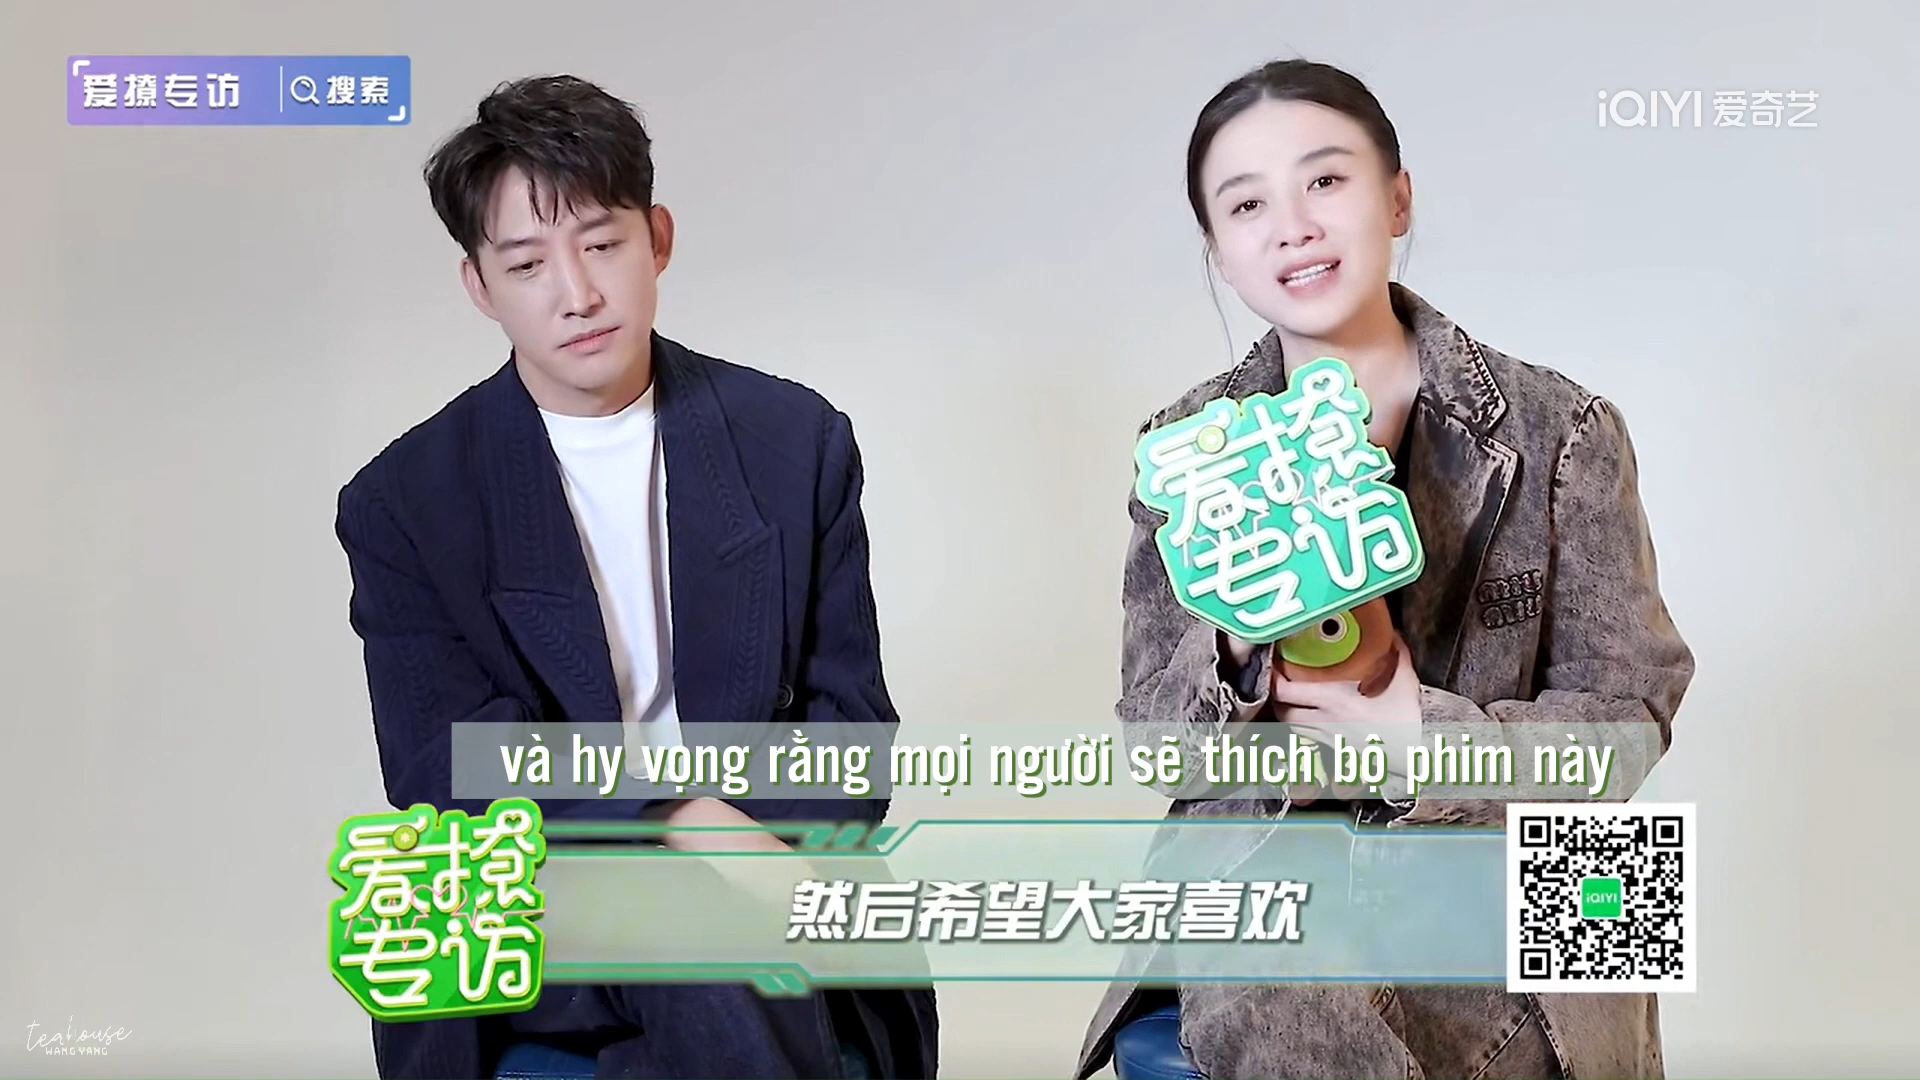 爱撩专访 搜索
iQIYI 爱奇艺
爱撩
专访
MIU
MIU
và hy vọng rằng mọi người sẽ thích bộ phim này
爱撩
专访
然后希望大家喜欢
iQIYI
teahouse
WANG YANG